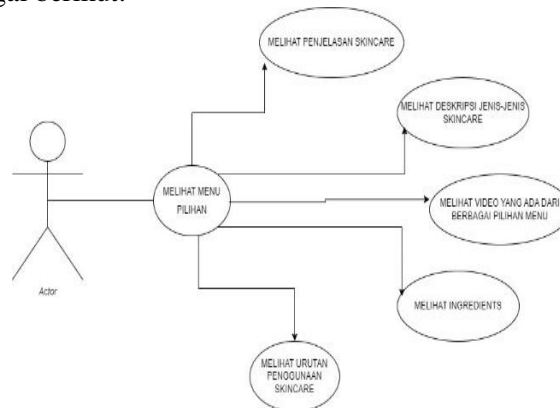 MELIHAT PENJELASAN SKINCARE
MELIHAT DESKRIPSI JENIS-JENIS
SKINCARE
MELIHAT MENU
PILIHAN
MELIHAT VIDEO YANG ADA DARI
BERBAGAI PILIHAN MENU
Actor
MELIHAT INGREDIENTS
MELIHAT URUTAN
PENGGUNAAN
SKINCARE